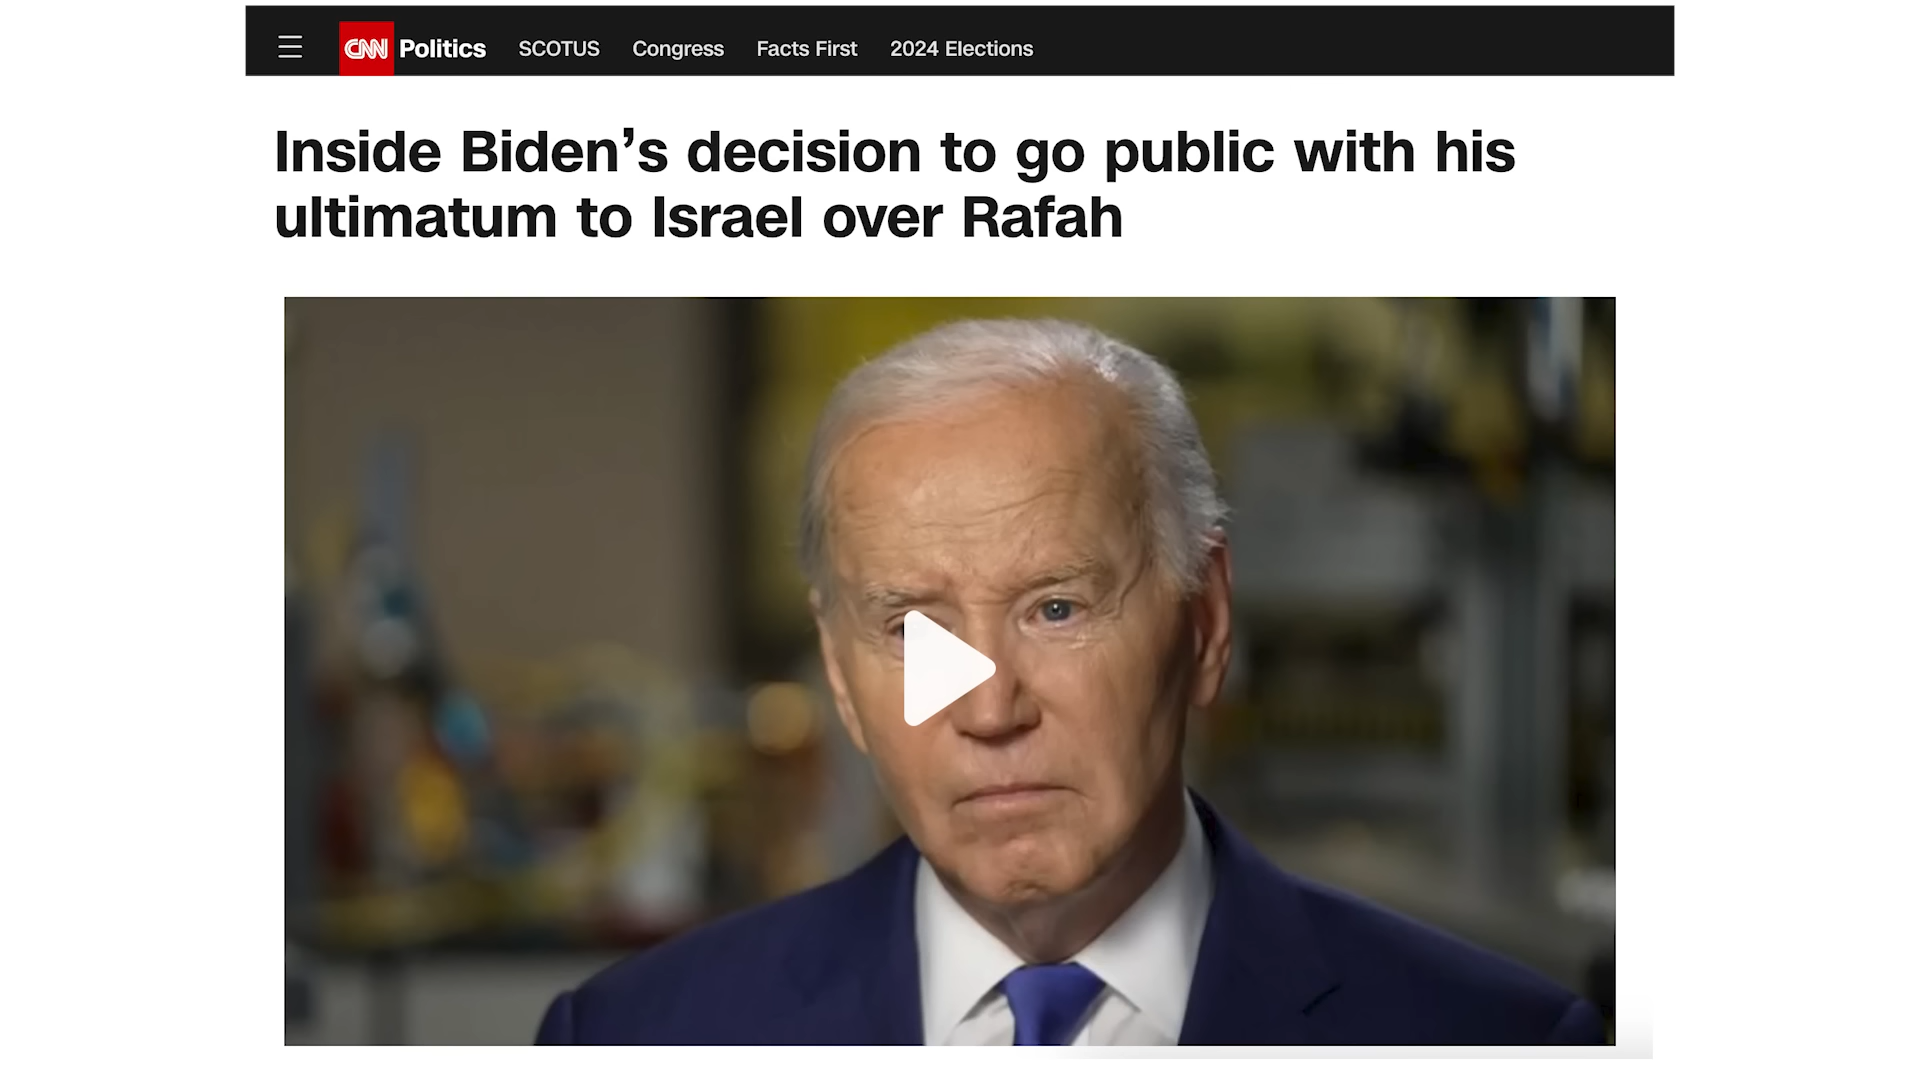 CNN Politics SCOTUS Congress Facts First 2024 Elections
Inside Biden’s decision to go public with his
ultimatum to Israel over Rafah